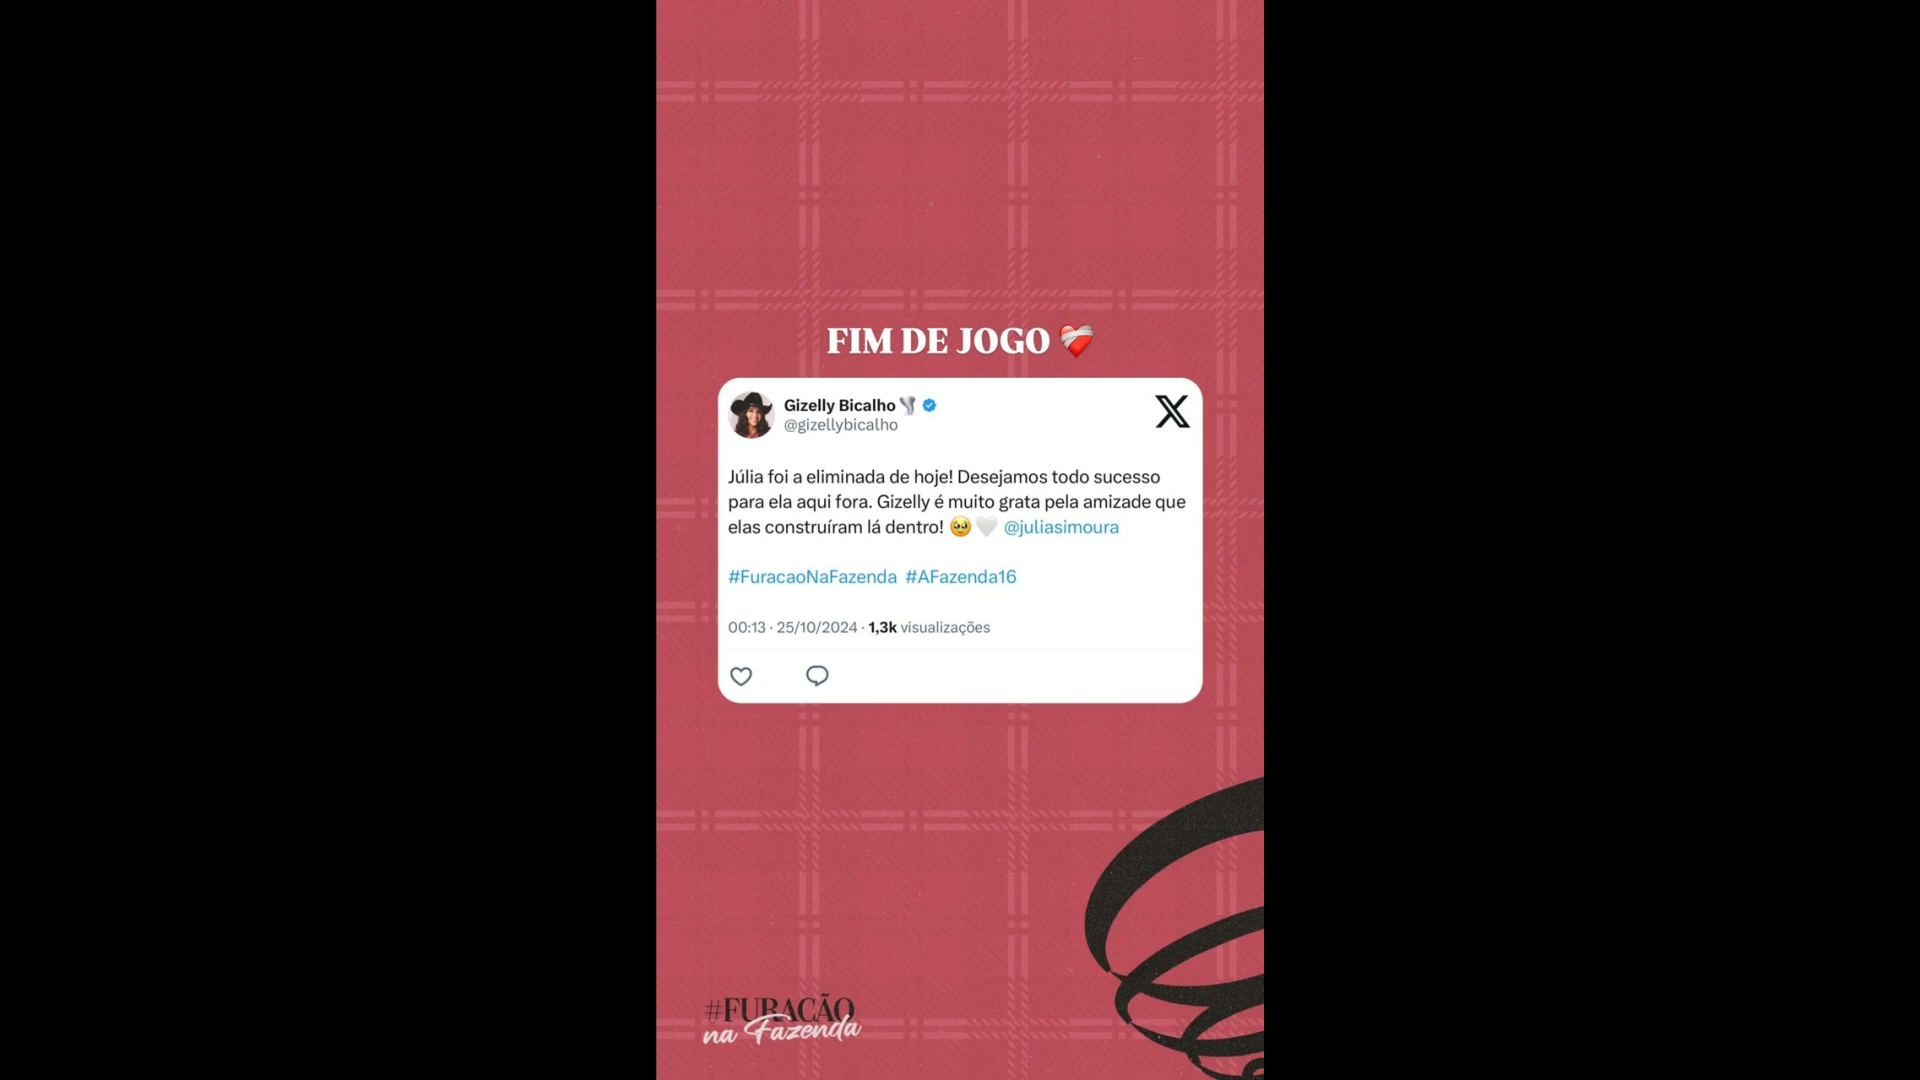 FIM DE JOGO ❤️‍🩹
Gizelly Bicalho🌪️
@gizellybicalho
X
Júlia foi a eliminada de hoje! Desejamos todo sucesso
para ela aqui fora. Gizelly é muito grata pela amizade que
elas construíram lá dentro! 🥹🤍 @juliasimoura
#FuracaoNaFazenda #AFazenda16
00:13 · 25/10/2024 · 1,3k visualizações
#FURACÃO
na Fazenda